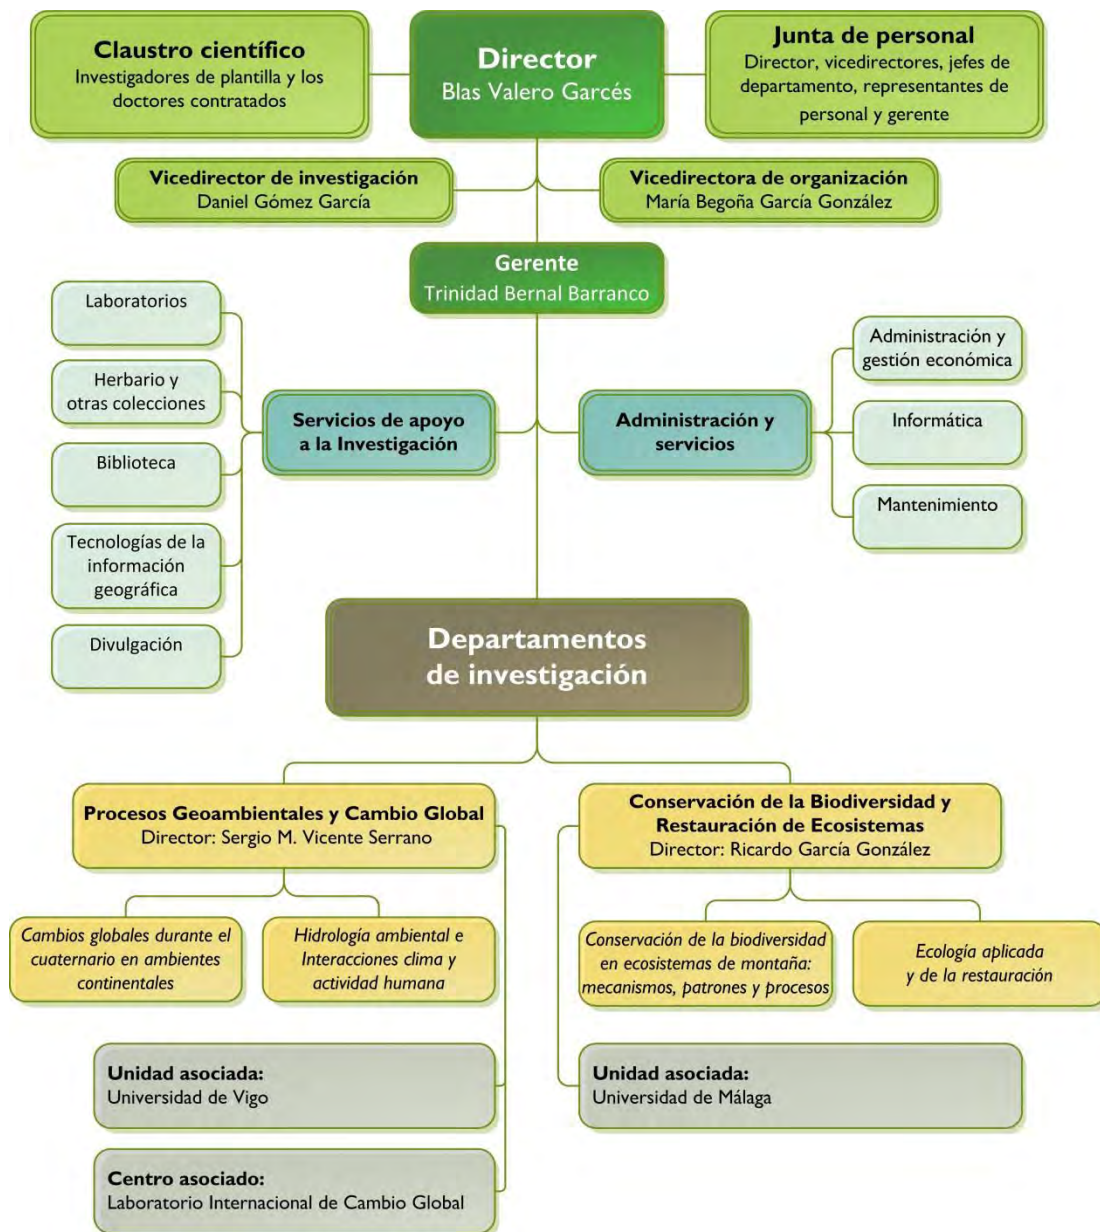 Claustro científico
Investigadores de plantilla y los
doctores contratados
Director
Blas Valero Garcés
Junta de personal
Director, vicedirectores, jefes de
departamento, representantes de
personal y gerente
Vicedirector de investigación
Daniel Gómez García
Vicedirectora de organización
María Begoña García González
Gerente
Trinidad Bernal Barranco
Laboratorios
Herbario y
otras colecciones
Biblioteca
Tecnologías de la
información
geográfica
Divulgación
Servicios de apoyo
a la Investigación
Administración y
servicios
Administración y
gestión económica
Informática
Mantenimiento
Departamentos
de investigación
Procesos Geoambientales y Cambio Global
Director: Sergio M. Vicente Serrano
Conservación de la Biodiversidad y
Restauración de Ecosistemas
Director: Ricardo García González
Cambios globales durante el
cuaternario en ambientes
continentales
Hidrología ambiental e
Interacciones clima y
actividad humana
Conservación de la biodiversidad
en ecosistemas de montaña:
mecanismos, patrones y procesos
Ecología aplicada
y de la restauración
Unidad asociada:
Universidad de Vigo
Unidad asociada:
Universidad de Málaga
Centro asociado:
Laboratorio Internacional de Cambio Global